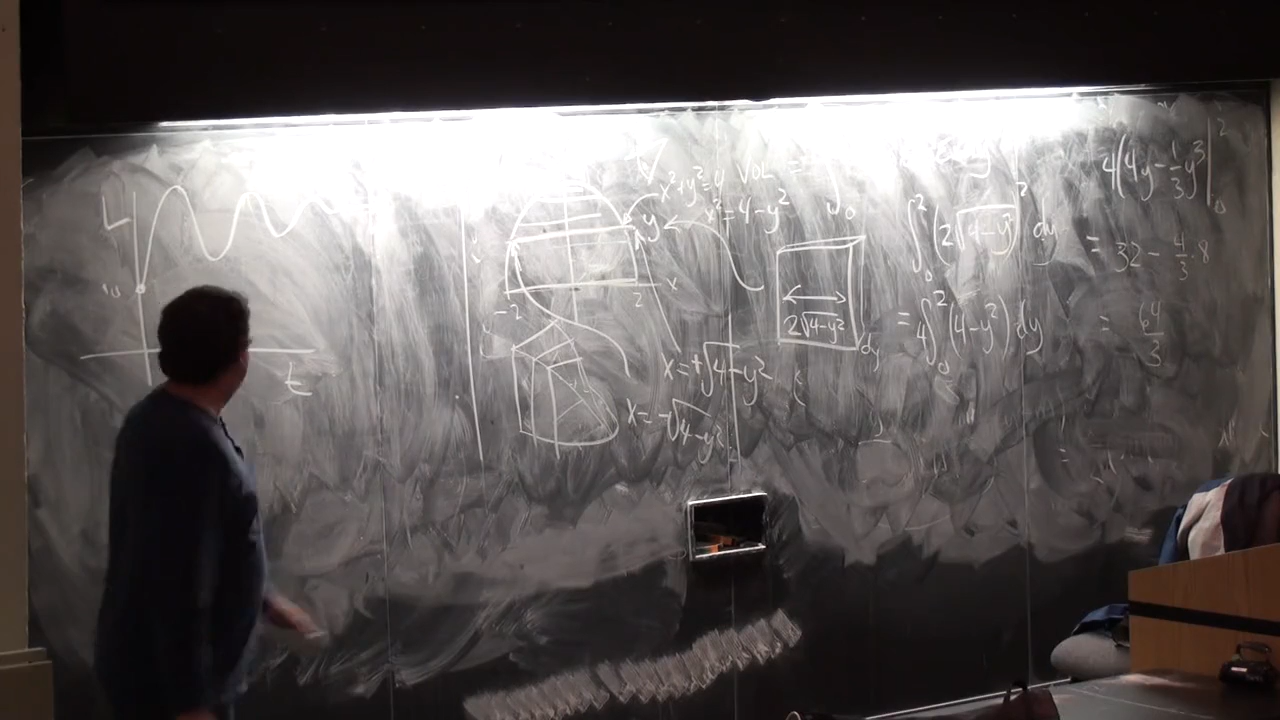 L
t
x²+y²=4
x²=4-y²
y
x
-2
2
x=+√4-y²
x=-√4-y²
VOL =
2√4-y²
dy
∫₀² (2√4-y²)² dy
= 4∫₀² (4-y²) dy
= 4(4y-1/3y³)|₀²
= 32 - 4/3·8
= 64/3